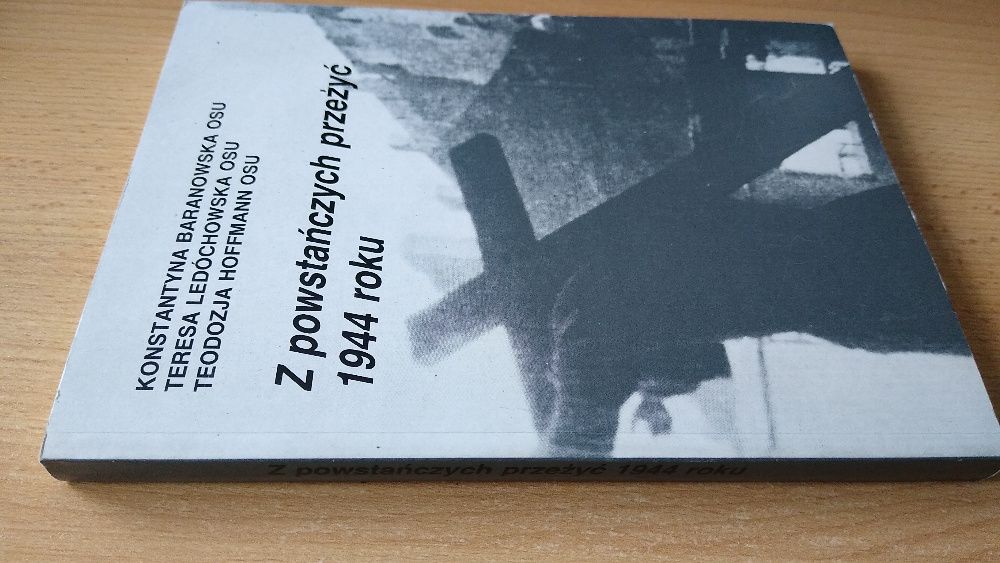 KONSTANTYNA BARANOWSKA OSU
TERESA LEDÓCHOWSKA OSU
TEODOZJA HOFFMANN OSU
Z powstańczych przeżyć
1944 roku
Z powstańczych przeżyć 1944 roku